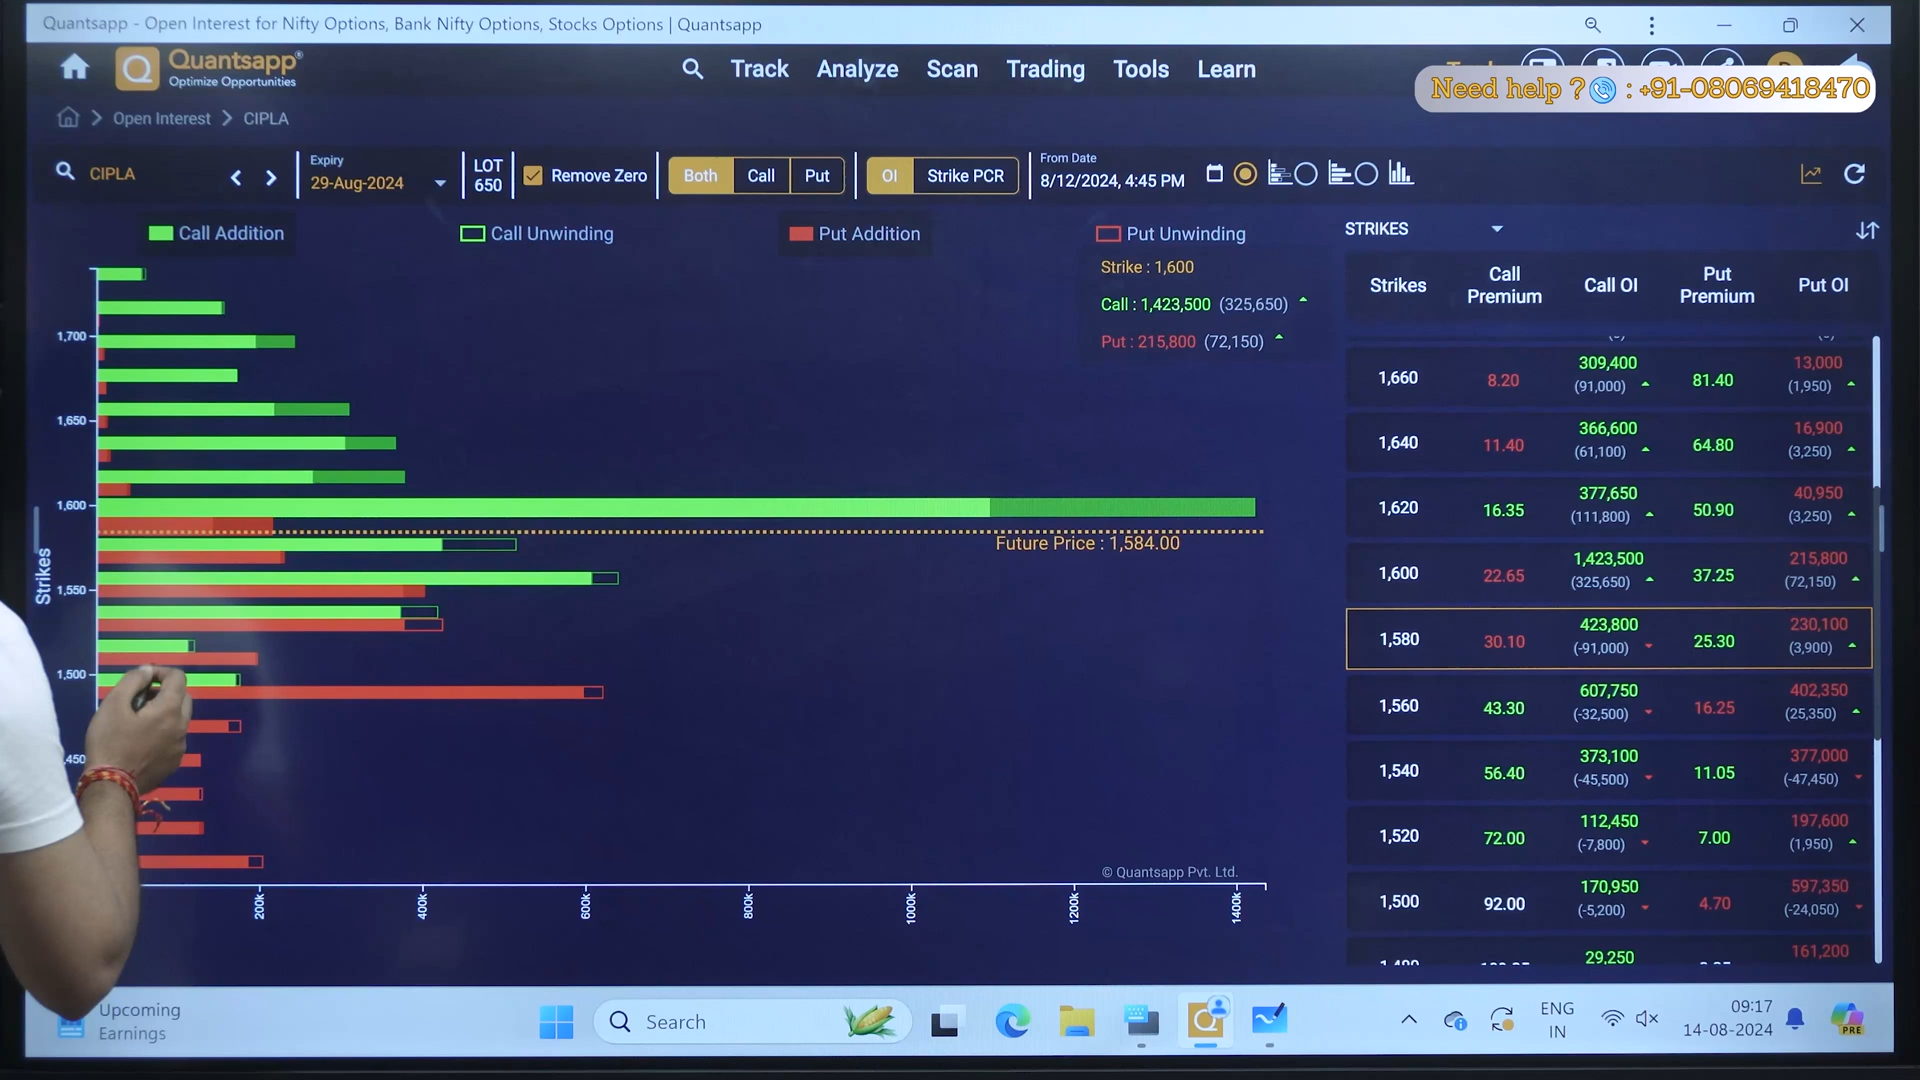 Quantsapp - Open Interest for Nifty Options, Bank Nifty Options, Stocks Options | Quantsapp
Quantsapp®
Optimize Opportunities
Track Analyze Scan Trading Tools Learn
Need help ? : +91-08069418470
Open Interest > CIPLA
CIPLA
Expiry
29-Aug-2024
LOT
650
Remove Zero
Both Call Put
OI Strike PCR
From Date
8/12/2024, 4:45 PM
Call Addition
Call Unwinding
Put Addition
Put Unwinding
Strike : 1,600
Call : 1,423,500 (325,650)
Put : 215,800 (72,150)
Strikes
1,700
1,650
1,600
1,550
1,500
Future Price : 1,584.00
© Quantsapp Pvt. Ltd.
200k 400k 600k 800k 1000k 1200k 1400k
STRIKES
Strikes Call Premium Call OI Put Premium Put OI
1,660 8.20 309,400 (91,000) 81.40 13,000 (1,950)
1,640 11.40 366,600 (61,100) 64.80 16,900 (3,250)
1,620 16.35 377,650 (111,800) 50.90 40,950 (3,250)
1,600 22.65 1,423,500 (325,650) 37.25 215,800 (72,150)
1,580 30.10 423,800 (-91,000) 25.30 230,100 (3,900)
1,560 43.30 607,750 (-32,500) 16.25 402,350 (25,350)
1,540 56.40 373,100 (-45,500) 11.05 377,000 (-47,450)
1,520 72.00 112,450 (-7,800) 7.00 197,600 (1,950)
1,500 92.00 170,950 (-5,200) 4.70 597,350 (-24,050)
29,250 161,200
Upcoming
Earnings
Search
ENG
IN
09:17
14-08-2024
PRE